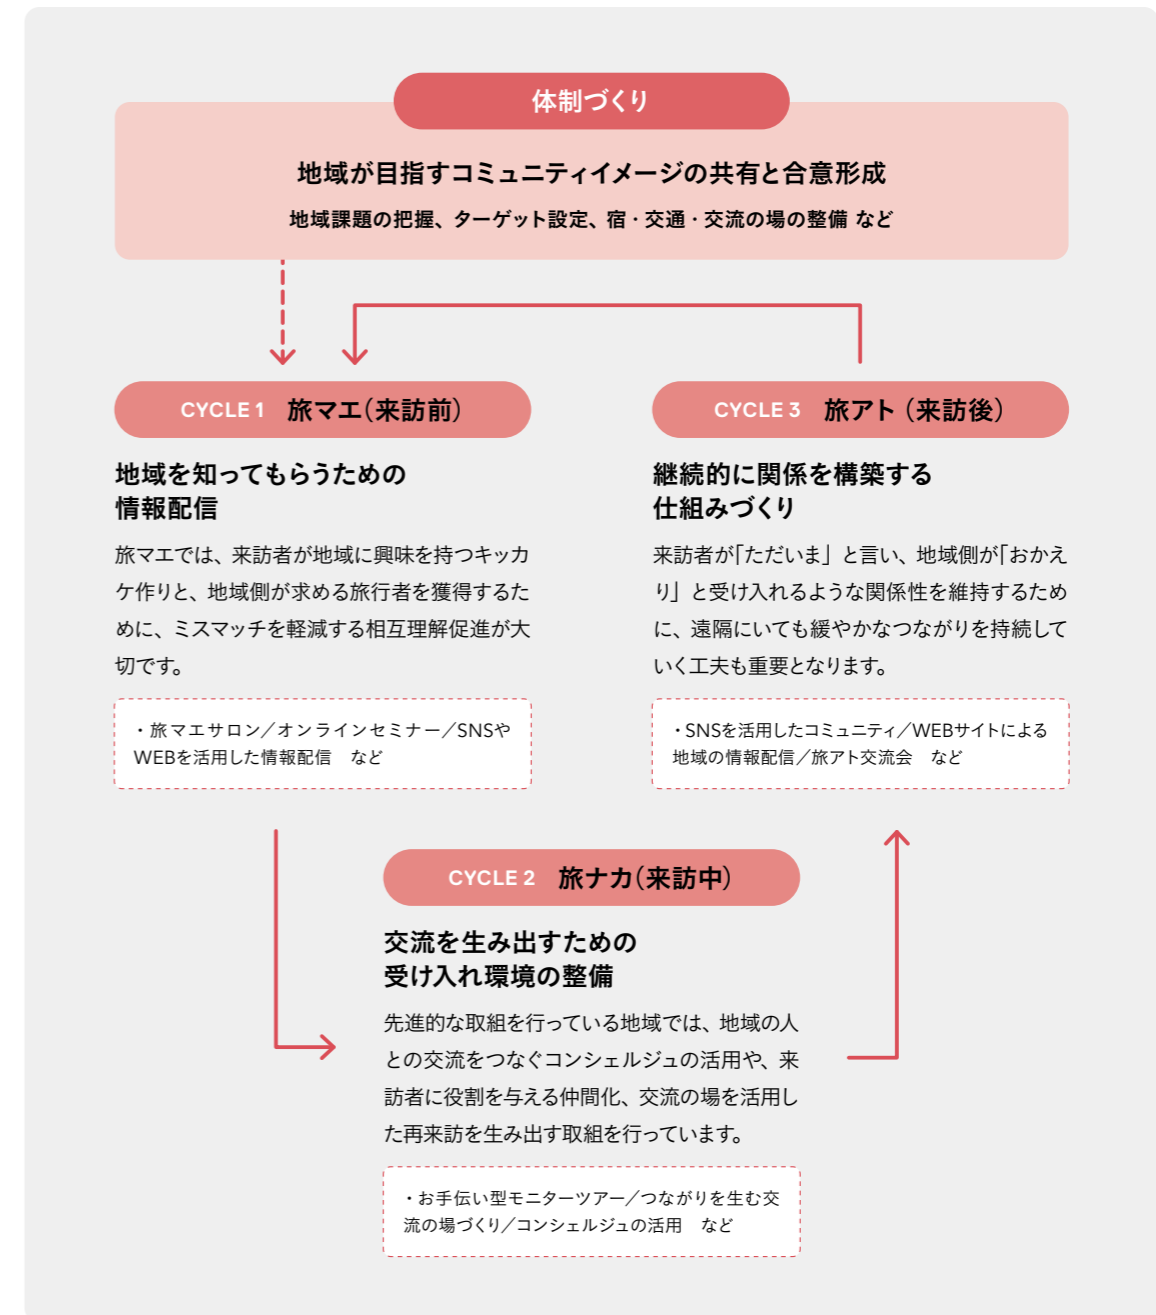 体制づくり
地域が目指すコミュニティイメージの共有と合意形成
地域課題の把握、ターゲット設定、宿・交通・交流の場の整備 など
CYCLE 1 旅マエ（来訪前）
地域を知ってもらうための
情報配信
旅マエでは、来訪者が地域に興味を持つキッカ
ケ作りと、地域側が求める旅行者を獲得するた
めに、ミスマッチを軽減する相互理解促進が大
切です。
・旅マエサロン／オンラインセミナー／SNSや
WEBを活用した情報配信　など
CYCLE 3 旅アト（来訪後）
継続的に関係を構築する
仕組みづくり
来訪者が「ただいま」と言い、地域側が「おかえ
り」と受け入れるような関係性を維持するため
に、遠隔にいても緩やかなつながりを持続して
いく工夫も重要となります。
・SNSを活用したコミュニティ／WEBサイトによる
地域の情報配信／旅アト交流会　など
CYCLE 2 旅ナカ（来訪中）
交流を生み出すための
受け入れ環境の整備
先進的な取組を行っている地域では、地域の人
との交流をつなぐコンシェルジュの活用や、来
訪者に役割を与える仲間化、交流の場を活用し
た再来訪を生み出す取組を行っています。
・お手伝い型モニターツアー／つながりを生む交
流の場づくり／コンシェルジュの活用　など